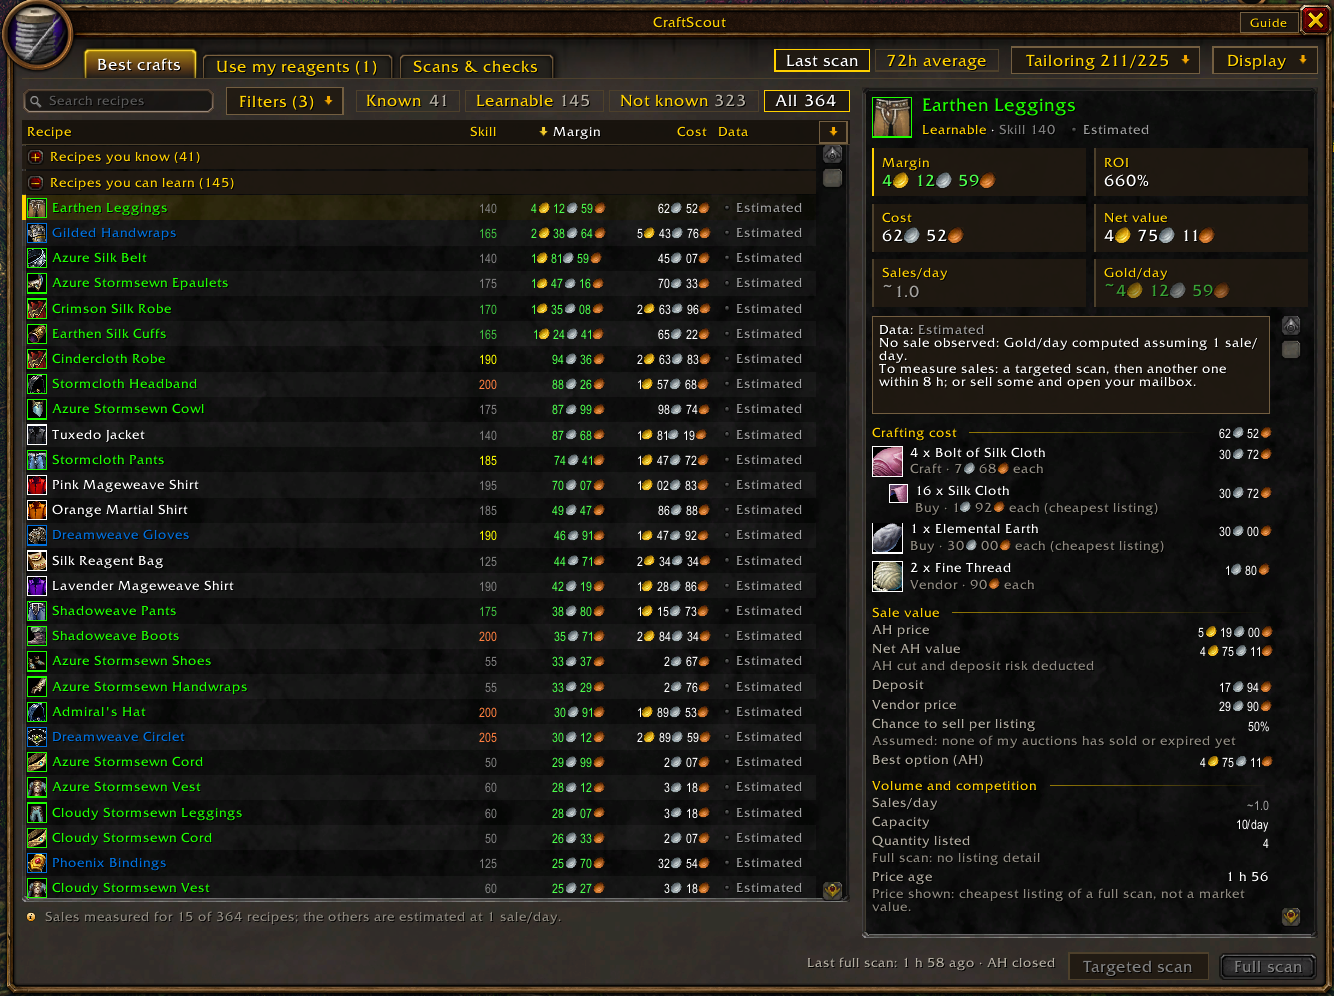 CraftScout
Guide
Best crafts
Use my reagents (1)
Scans & checks
Last scan
72h average
Tailoring 211/225
Display
Search recipes
Filters (3)
Known 41
Learnable 145
Not known 323
All 364
Recipe Skill Margin Cost Data
Recipes you know (41)
Recipes you can learn (145)
Earthen Leggings 140 4 12 59 62 52 • Estimated
Gilded Handwraps 165 2 38 64 5 43 76 • Estimated
Azure Silk Belt 140 1 81 59 45 07 • Estimated
Azure Stormsewn Epaulets 175 1 47 16 70 33 • Estimated
Crimson Silk Robe 170 1 35 08 2 63 96 • Estimated
Earthen Silk Cuffs 165 1 24 41 65 22 • Estimated
Cindercloth Robe 190 94 36 2 63 83 • Estimated
Stormcloth Headband 200 88 26 1 57 68 • Estimated
Azure Stormsewn Cowl 175 87 99 98 74 • Estimated
Tuxedo Jacket 140 87 68 1 81 19 • Estimated
Stormcloth Pants 185 74 41 1 47 72 • Estimated
Pink Mageweave Shirt 195 70 07 1 02 83 • Estimated
Orange Martial Shirt 185 49 47 86 88 • Estimated
Dreamweave Gloves 190 46 91 1 47 92 • Estimated
Silk Reagent Bag 125 44 71 2 34 34 • Estimated
Lavender Mageweave Shirt 190 42 19 1 28 86 • Estimated
Shadoweave Pants 175 38 80 1 15 73 • Estimated
Shadoweave Boots 200 35 71 2 84 34 • Estimated
Azure Stormsewn Shoes 55 33 37 2 67 • Estimated
Azure Stormsewn Handwraps 55 33 29 2 76 • Estimated
Admiral's Hat 200 30 91 1 89 53 • Estimated
Dreamweave Circlet 205 30 12 2 89 59 • Estimated
Azure Stormsewn Cord 50 29 99 2 07 • Estimated
Azure Stormsewn Vest 60 28 12 3 18 • Estimated
Cloudy Stormsewn Leggings 60 28 07 3 18 • Estimated
Cloudy Stormsewn Cord 50 26 33 2 07 • Estimated
Phoenix Bindings 125 25 70 32 54 • Estimated
Cloudy Stormsewn Vest 60 25 27 3 18 • Estimated
Sales measured for 15 of 364 recipes; the others are estimated at 1 sale/day.
Earthen Leggings
Learnable · Skill 140 • Estimated
Margin
4 12 59
ROI
660%
Cost
62 52
Net value
4 75 11
Sales/day
~1.0
Gold/day
~4 12 59
Data: Estimated
No sale observed: Gold/day computed assuming 1 sale/
day.
To measure sales: a targeted scan, then another one
within 8 h; or sell some and open your mailbox.
Crafting cost 62 52
4 x Bolt of Silk Cloth 30 72
Craft · 7 68 each
16 x Silk Cloth 30 72
Buy · 1 92 each (cheapest listing)
1 x Elemental Earth 30 00
Buy · 30 00 each (cheapest listing)
2 x Fine Thread 1 80
Vendor · 90 each
Sale value
AH price 5 19 00
Net AH value 4 75 11
AH cut and deposit risk deducted
Deposit 17 94
Vendor price 29 90
Chance to sell per listing 50%
Assumed: none of my auctions has sold or expired yet
Best option (AH) 4 75 11
Volume and competition
Sales/day ~1.0
Capacity 10/day
Quantity listed 4
Full scan: no listing detail
Price age 1 h 56
Price shown: cheapest listing of a full scan, not a market
value.
Last full scan: 1 h 58 ago · AH closed
Targeted scan
Full scan